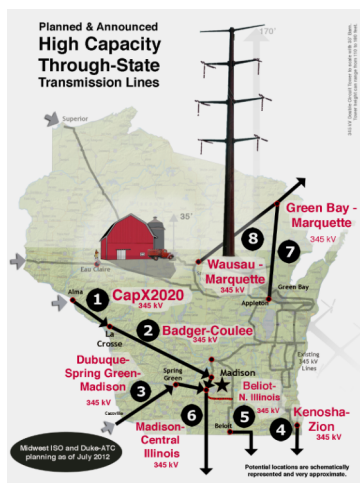 Planned & Announced
High Capacity
Through-State
Transmission Lines
170'
Superior
35'
Eau Claire
Green Bay -
Marquette
345 kV
8
7
Wausau -
Marquette
345 kV
Green Bay
Appleton
Alma
1
CapX2020
345 kV
La
Crosse
2
Badger-Coulee
345 kV
Existing
345 kV
Lines
Dubuque-
Spring Green-
Madison
345 kV
Spring
Green
Madison
3
Cassville
6
Beliot-
N. Illinois
345 kV
Madison-
Central
Illinois
345 kV
5
Beloit
4
Kenosha-
Zion
345 kV
Midwest ISO and Duke-ATC
planning as of July 2012
Potential locations are schematically
represented and very approximate.